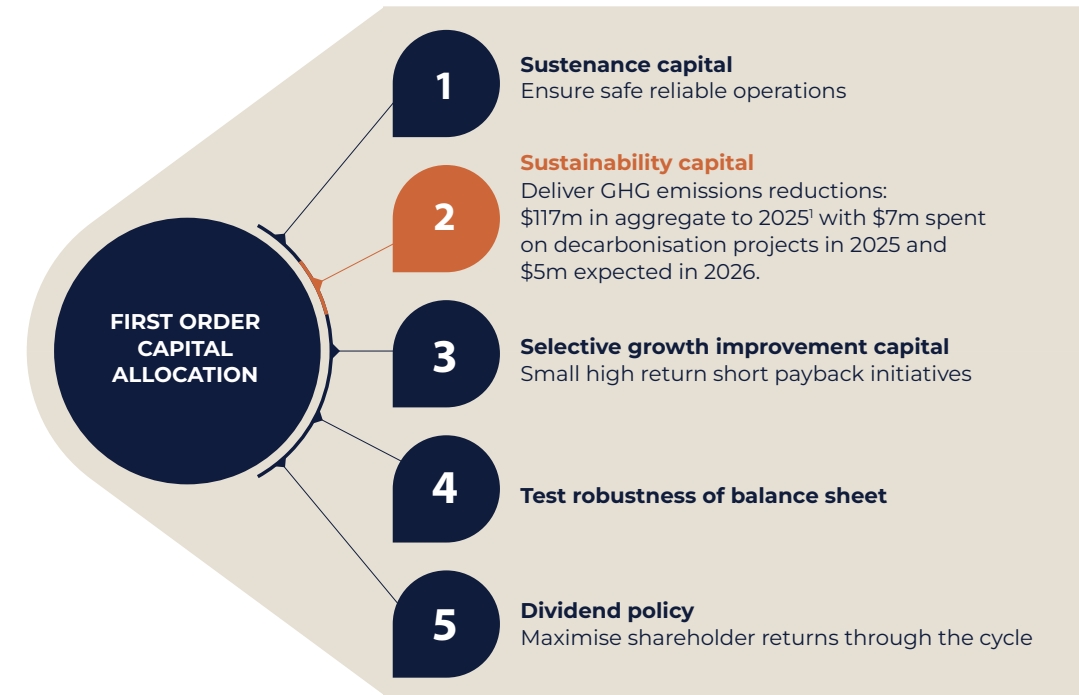 FIRST ORDER
CAPITAL
ALLOCATION
1
Sustenance capital
Ensure safe reliable operations
2
Sustainability capital
Deliver GHG emissions reductions:
$117m in aggregate to 2025¹ with $7m spent
on decarbonisation projects in 2025 and
$5m expected in 2026.
3
Selective growth improvement capital
Small high return short payback initiatives
4
Test robustness of balance sheet
5
Dividend policy
Maximise shareholder returns through the cycle